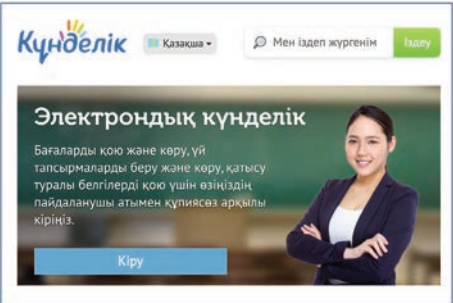 Күнделік
Қазақша
Мен іздеп жүргенім
Іздеу
Электрондық күнделік
Бағаларды қою және көру, үй
тапсырмаларды беру және көру, қатысу
туралы белгілерді қою үшін өзіңіздің
пайдаланушы атымен құпиясөз арқылы
кіріңіз.
Кіру